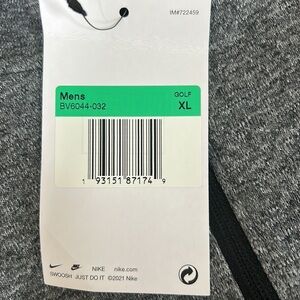 IM#722459
Mens GOLF
BV6044-032 XL
1 93151 87174 9
NIKE nike.com
SWOOSH JUST DO IT ©2021 Nike